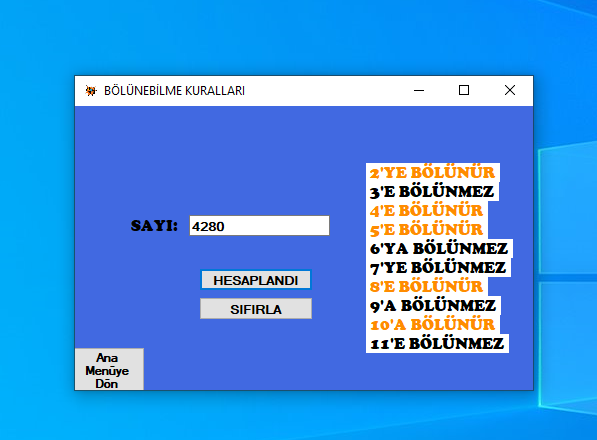 BÖLÜNEBİLME KURALLARI
SAYI: 4280
HESAPLANDI
SIFIRLA
Ana
Menüye
Dön
2'YE BÖLÜNÜR
3'E BÖLÜNMEZ
4'E BÖLÜNÜR
5'E BÖLÜNÜR
6'YA BÖLÜNMEZ
7'YE BÖLÜNMEZ
8'E BÖLÜNÜR
9'A BÖLÜNMEZ
10'A BÖLÜNÜR
11'E BÖLÜNMEZ